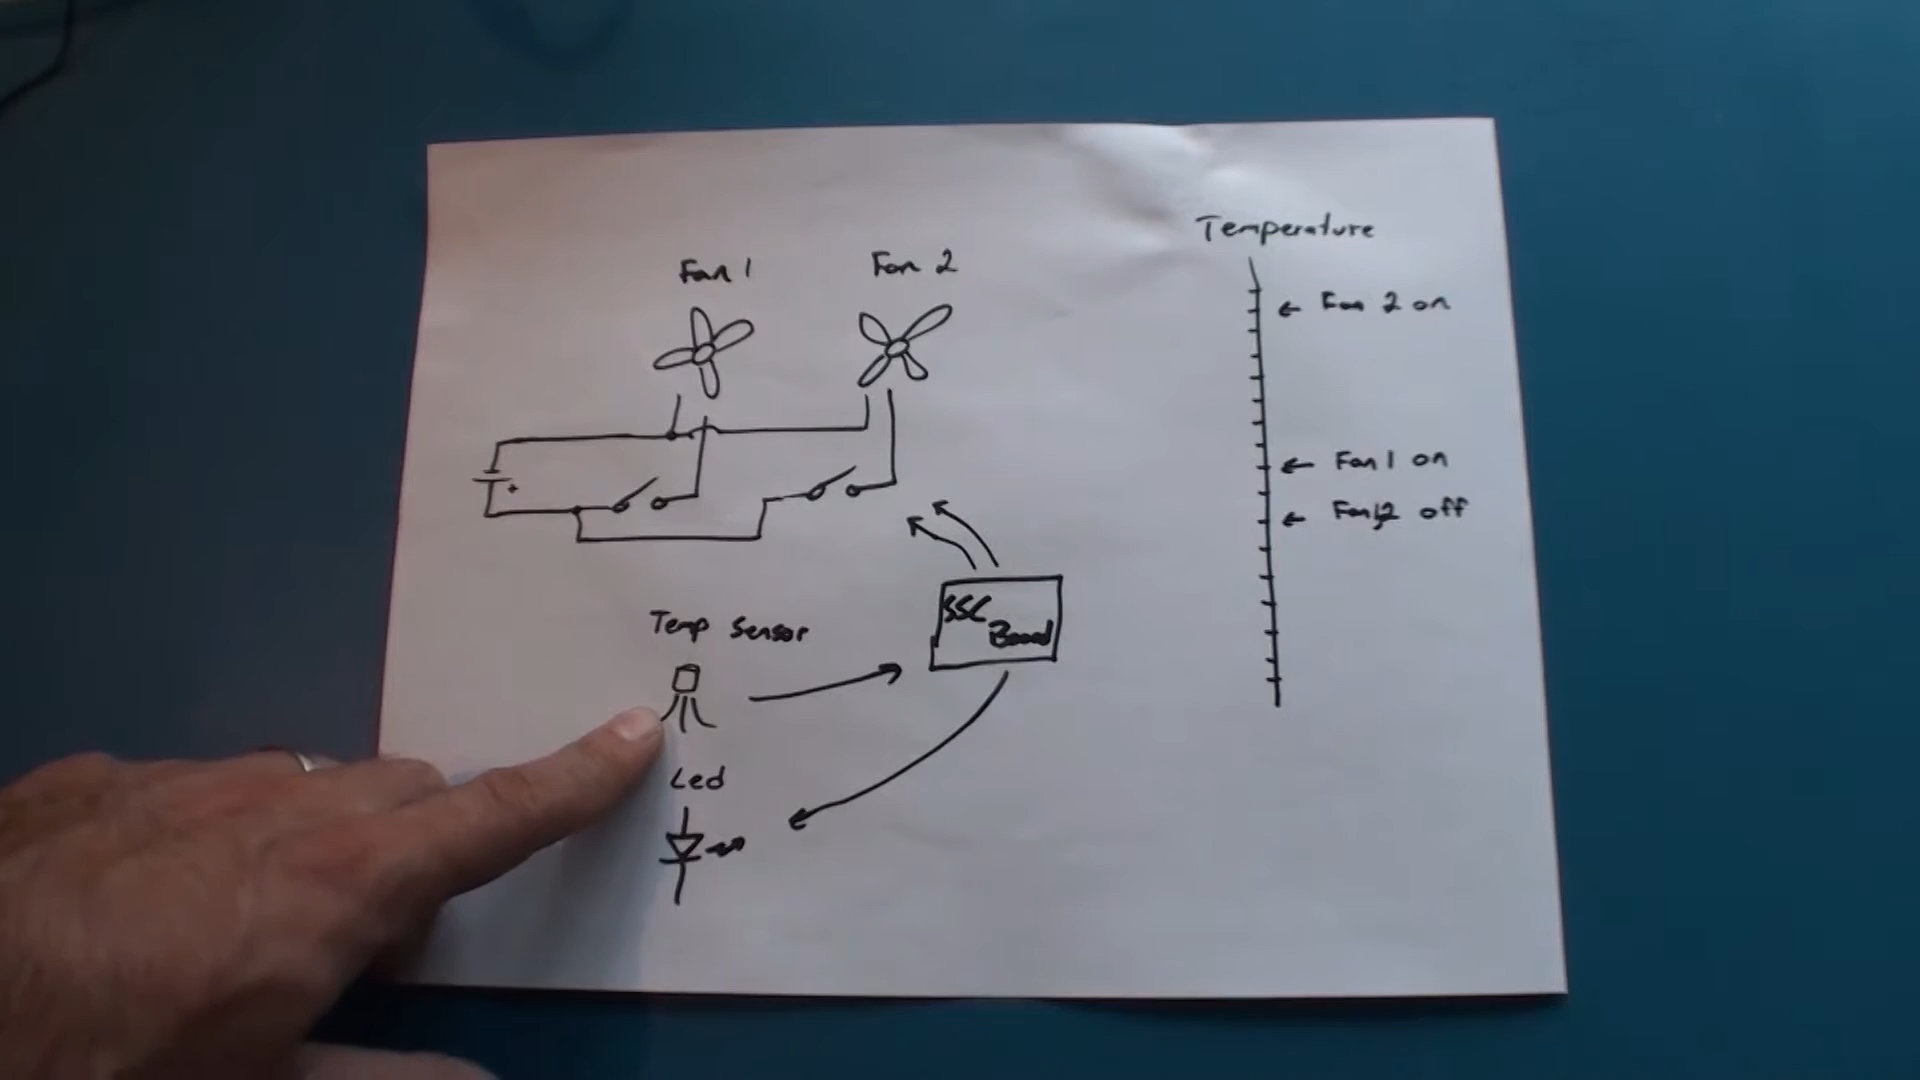 Temperature
Fan 1
Fan 2
← Fan 2 on
← Fan 1 on
← Fan 1,2 off
+
SSC
Board
Temp Sensor
Led